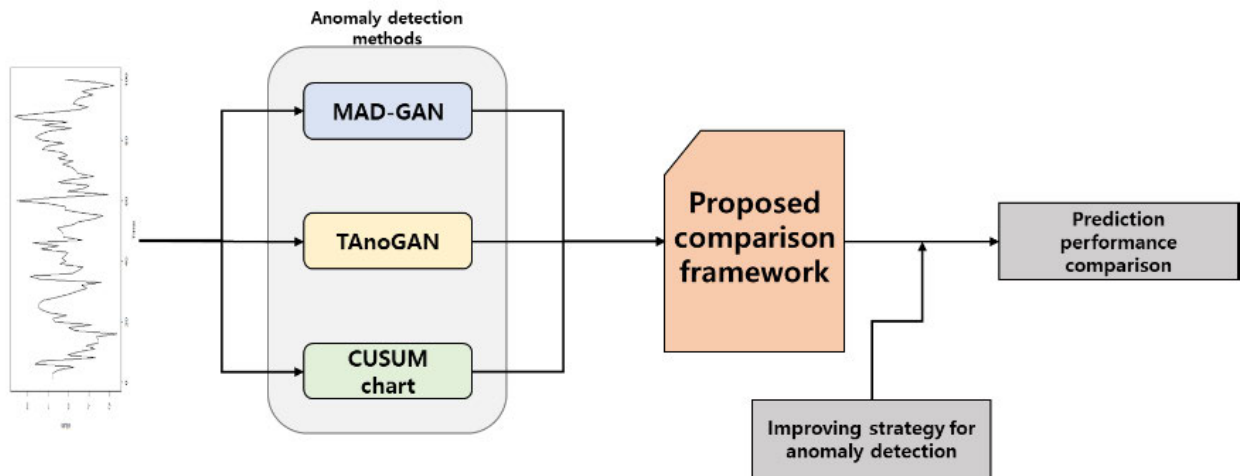 Anomaly detection
methods
MAD-GAN
TAnoGAN
CUSUM
chart
Proposed
comparison
framework
Prediction
performance
comparison
Improving strategy for
anomaly detection